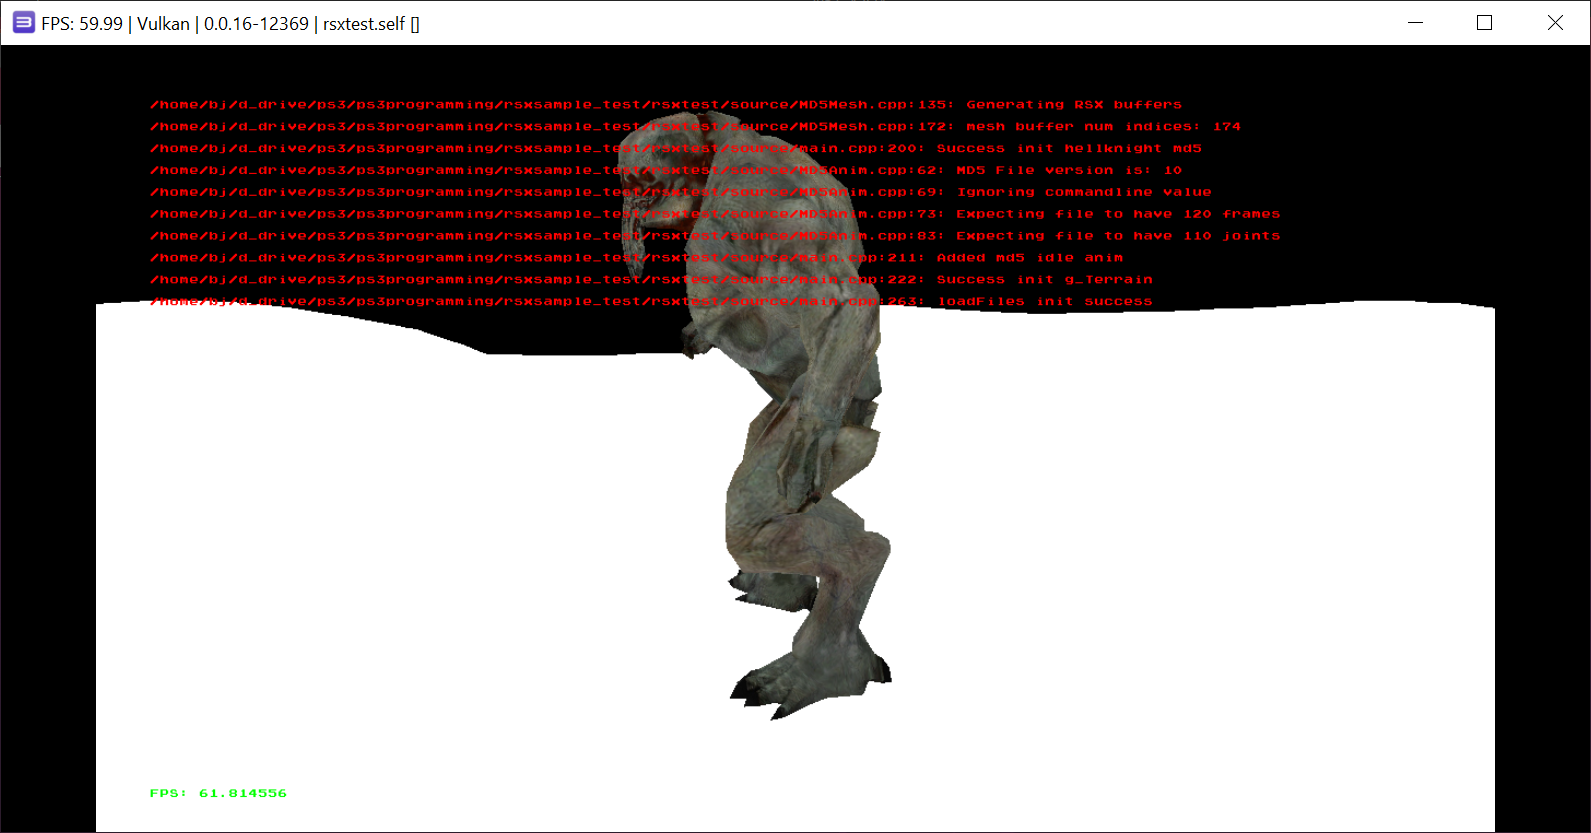 FPS: 59.99 | Vulkan | 0.0.16-12369 | rsxtest.self []
/home/bj/d_drive/ps3/ps3programming/rsxsample_test/rsxtest/source/MD5Mesh.cpp:135: Generating RSX buffers
/home/bj/d_drive/ps3/ps3programming/rsxsample_test/rsxtest/source/MD5Mesh.cpp:172: mesh buffer num indices: 174
/home/bj/d_drive/ps3/ps3programming/rsxsample_test/rsxtest/source/main.cpp:200: Success init hellknight md5
/home/bj/d_drive/ps3/ps3programming/rsxsample_test/rsxtest/source/MD5Anim.cpp:62: MD5 File version is: 10
/home/bj/d_drive/ps3/ps3programming/rsxsample_test/rsxtest/source/MD5Anim.cpp:69: Ignoring commandline value
/home/bj/d_drive/ps3/ps3programming/rsxsample_test/rsxtest/source/MD5Anim.cpp:73: Expecting file to have 120 frames
/home/bj/d_drive/ps3/ps3programming/rsxsample_test/rsxtest/source/MD5Anim.cpp:83: Expecting file to have 110 joints
/home/bj/d_drive/ps3/ps3programming/rsxsample_test/rsxtest/source/main.cpp:211: Added md5 idle anim
/home/bj/d_drive/ps3/ps3programming/rsxsample_test/rsxtest/source/main.cpp:222: Success init g_Terrain
/home/bj/d_drive/ps3/ps3programming/rsxsample_test/rsxtest/source/main.cpp:263: loadFiles init success
FPS: 61.814556